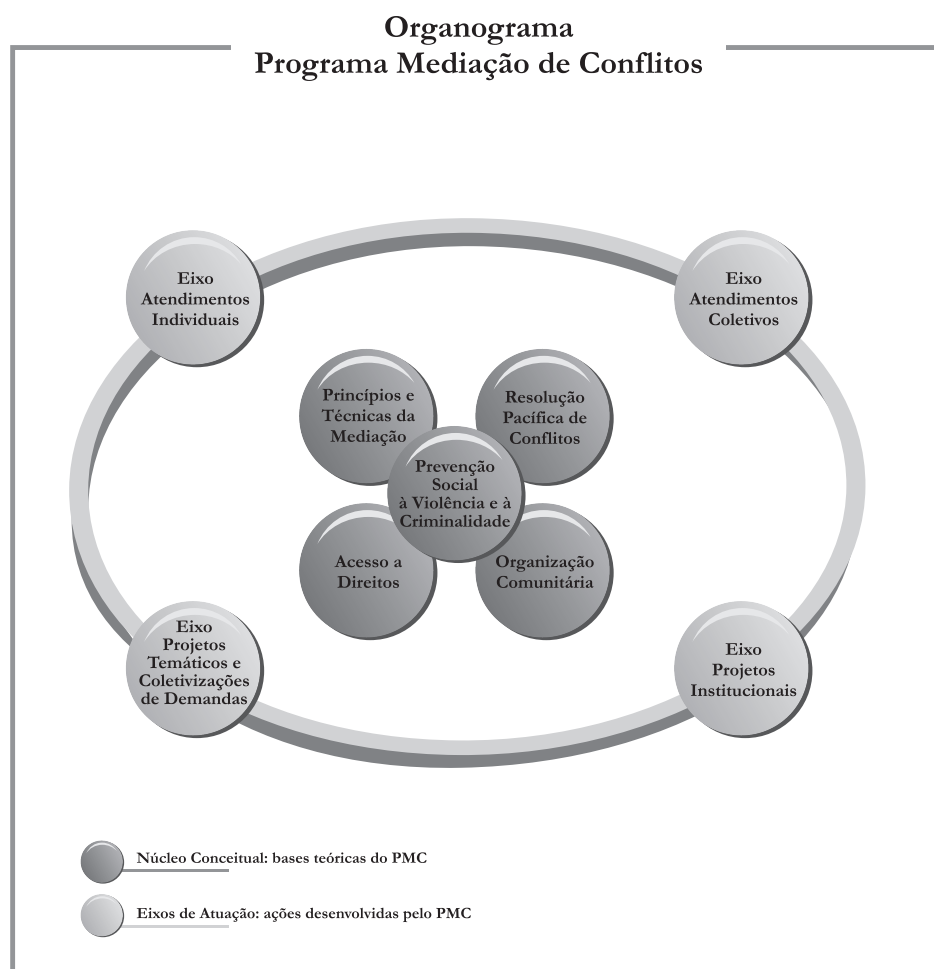 Organograma
Programa Mediação de Conflitos
Eixo
Atendimentos
Individuais
Eixo
Atendimentos
Coletivos
Princípios e
Técnicas da
Mediação
Resolução
Pacífica de
Conflitos
Prevenção
Social
à Violência e à
Criminalidade
Acesso a
Direitos
Organização
Comunitária
Eixo
Projetos
Temáticos e
Coletivizações
de Demandas
Eixo
Projetos
Institucionais
Núcleo Conceitual: bases teóricas do PMC
Eixos de Atuação: ações desenvolvidas pelo PMC